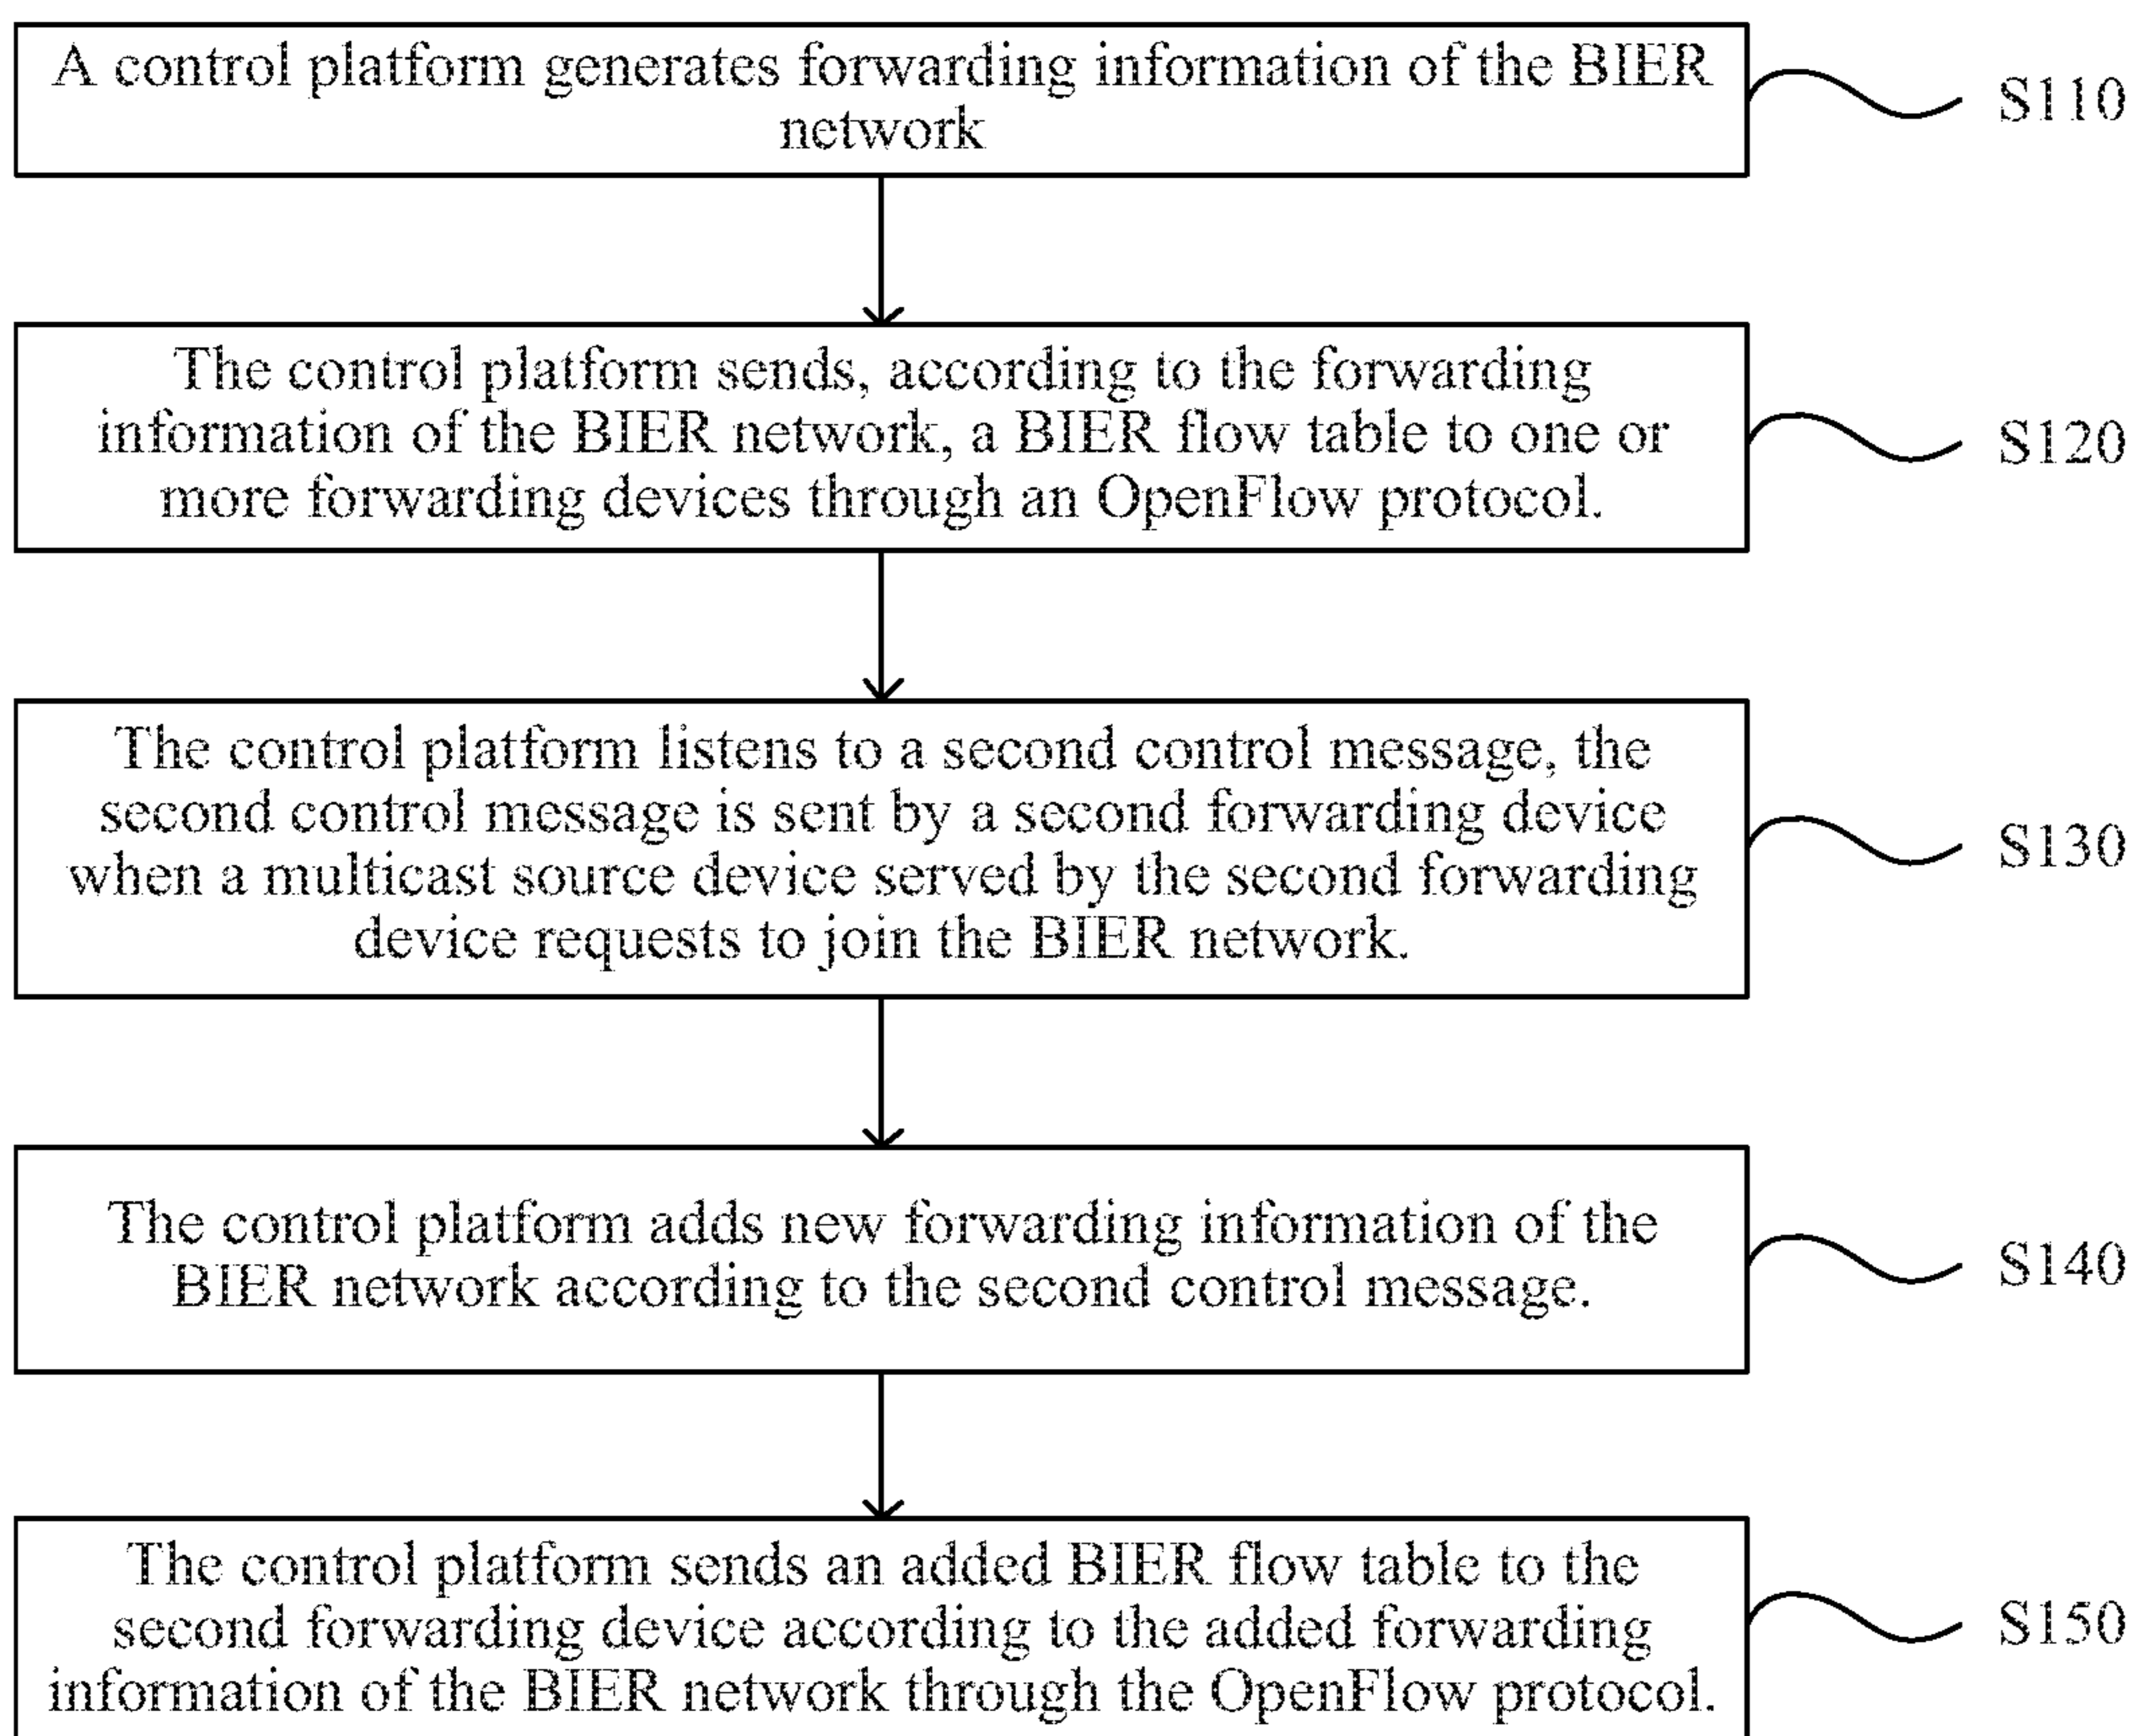 A control platform generates forwarding information of the BIER
network
S110
The control platform sends, according to the forwarding
information of the BIER network, a BIER flow table to one or
more forwarding devices through an OpenFlow protocol.
S120
The control platform listens to a second control message, the
second control message is sent by a second forwarding device
when a multicast source device served by the second forwarding
device requests to join the BIER network.
S130
The control platform adds new forwarding information of the
BIER network according to the second control message.
S140
The control platform sends an added BIER flow table to the
second forwarding device according to the added forwarding
information of the BIER network through the OpenFlow protocol.
S150